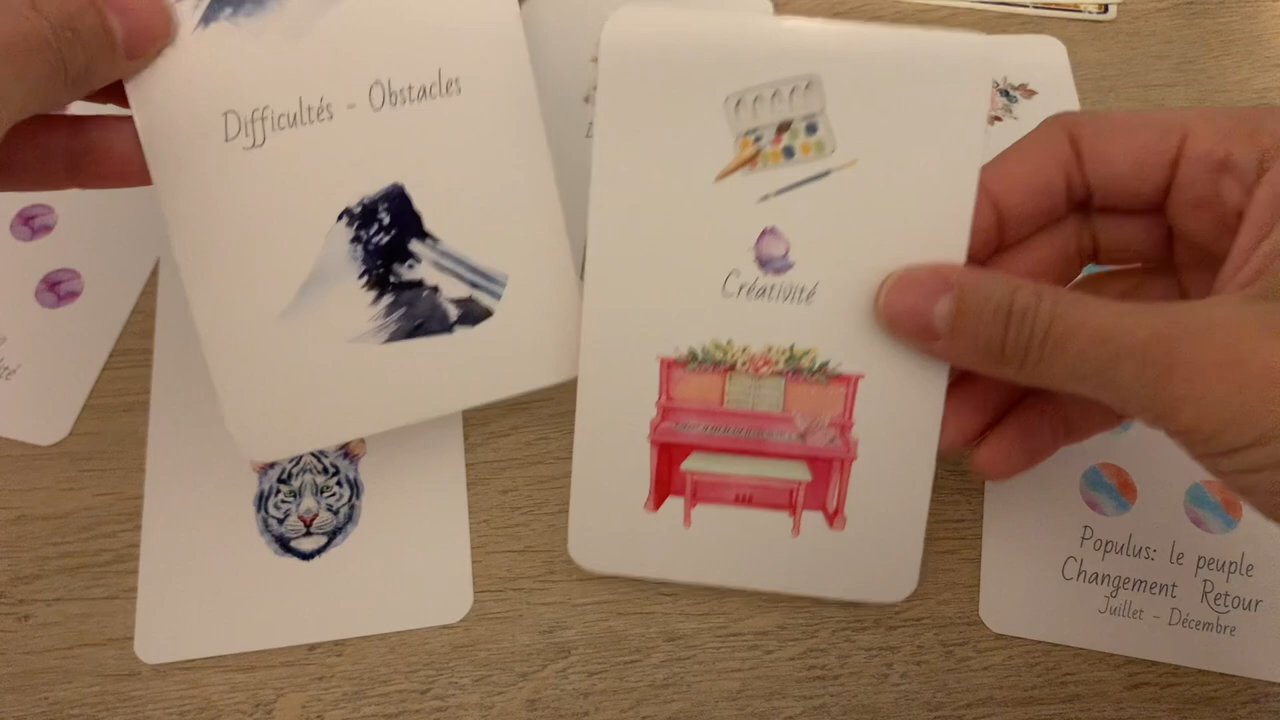 Difficultés - Obstacles
Créativité
Populus: le peuple
Changement Retour
Juillet - Décembre